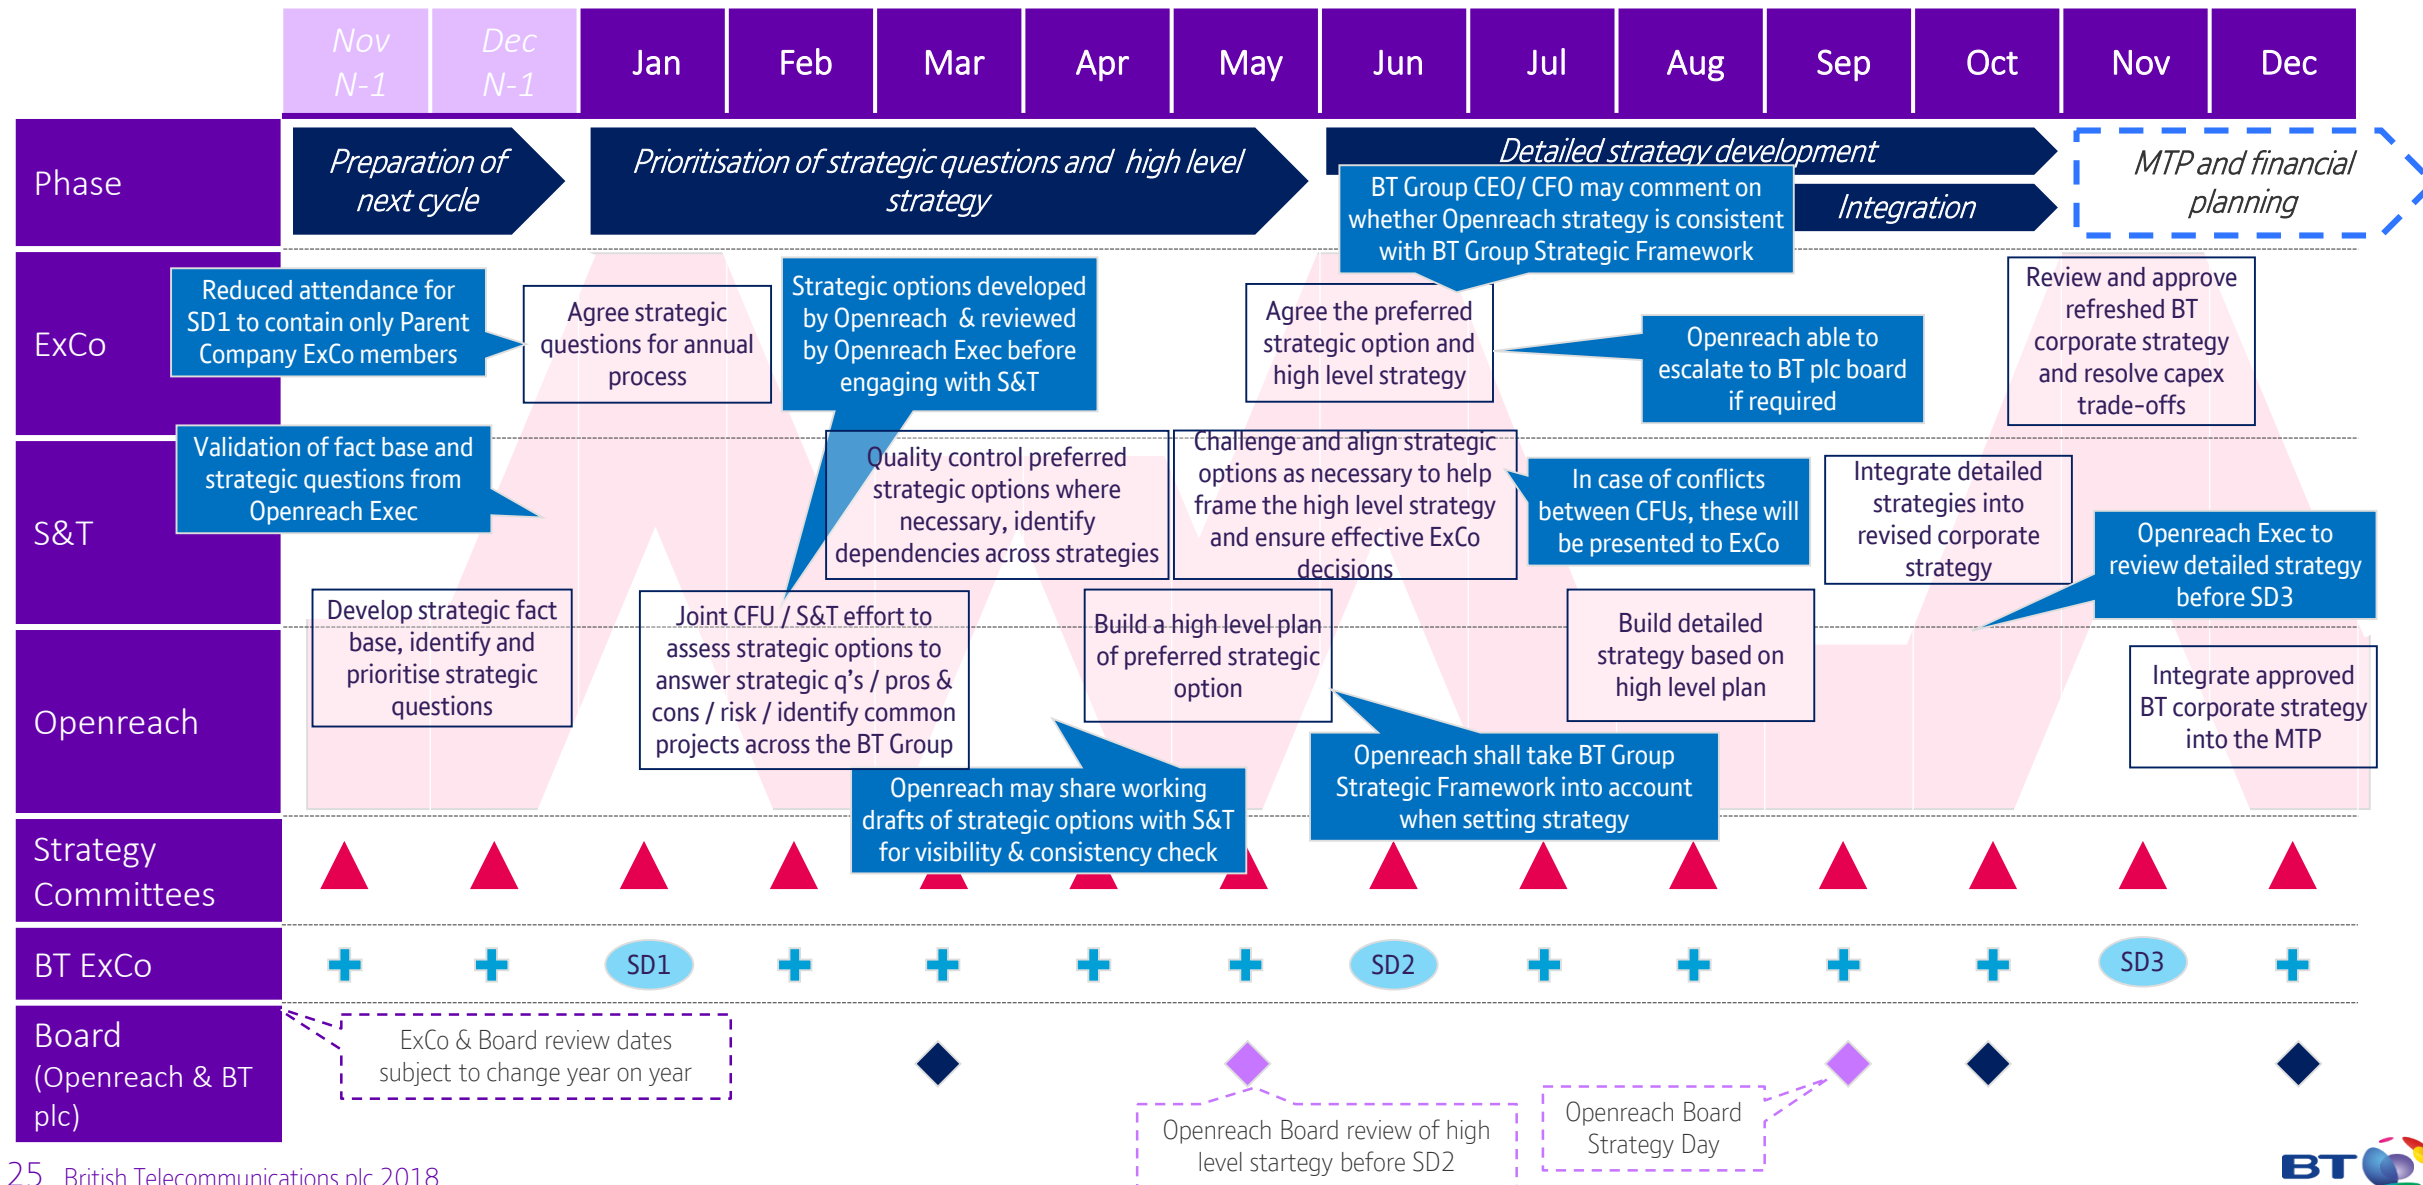 Nov
N-1
Dec
N-1
Jan
Feb
Mar
Apr
May
Jun
Jul
Aug
Sep
Oct
Nov
Dec
Phase
Preparation of
next cycle
Prioritisation of strategic questions and high level
strategy
Detailed strategy development
Integration
MTP and financial
planning
BT Group CEO/ CFO may comment on
whether Openreach strategy is consistent
with BT Group Strategic Framework
ExCo
Reduced attendance for
SD1 to contain only Parent
Company ExCo members
Agree strategic
questions for annual
process
Strategic options developed
by Openreach & reviewed
by Openreach Exec before
engaging with S&T
Agree the preferred
strategic option and
high level strategy
Openreach able to
escalate to BT plc board
if required
Review and approve
refreshed BT
corporate strategy
and resolve capex
trade-offs
S&T
Validation of fact base and
strategic questions from
Openreach Exec
Quality control preferred
strategic options where
necessary, identify
dependencies across strategies
Challenge and align strategic
options as necessary to help
frame the high level strategy
and ensure effective ExCo
decisions
In case of conflicts
between CFUs, these will
be presented to ExCo
Integrate detailed
strategies into
revised corporate
strategy
Openreach Exec to
review detailed strategy
before SD3
Openreach
Develop strategic fact
base, identify and
prioritise strategic
questions
Joint CFU / S&T effort to
assess strategic options to
answer strategic q's / pros &
cons / risk / identify common
projects across the BT Group
Build a high level plan
of preferred strategic
option
Build detailed
strategy based on
high level plan
Integrate approved
BT corporate strategy
into the MTP
Openreach may share working
drafts of strategic options with S&T
for visibility & consistency check
Openreach shall take BT Group
Strategic Framework into account
when setting strategy
Strategy
Committees
BT ExCo
SD1
SD2
SD3
Board
(Openreach & BT
plc)
ExCo & Board review dates
subject to change year on year
Openreach Board review of high
level startegy before SD2
Openreach Board
Strategy Day
25 British Telecommunications plc 2018
BT